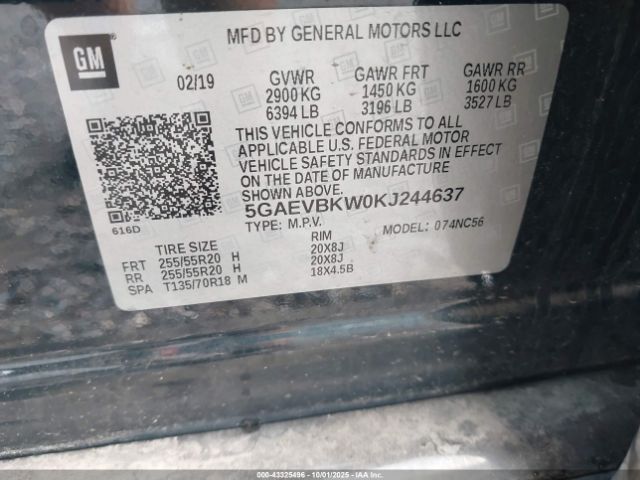 GM
MFD BY GENERAL MOTORS LLC
02/19 GVWR GAWR FRT GAWR RR
2900 KG 1450 KG 1600 KG
6394 LB 3196 LB 3527 LB
THIS VEHICLE CONFORMS TO ALL
APPLICABLE U.S. FEDERAL MOTOR
VEHICLE SAFETY STANDARDS IN EFFECT
ON THE DATE OF MANUFACTURE
SHOWN ABOVE.
616D
5GAEVBKW0KJ244637
TYPE: M.P.V. MODEL: 074NC56
TIRE SIZE RIM
FRT 255/55R20 H 20X8J
RR 255/55R20 H 20X8J
SPA T135/70R18 M 18X4.5B
000-43325496 - 10/01/2025 - IAAI.COM